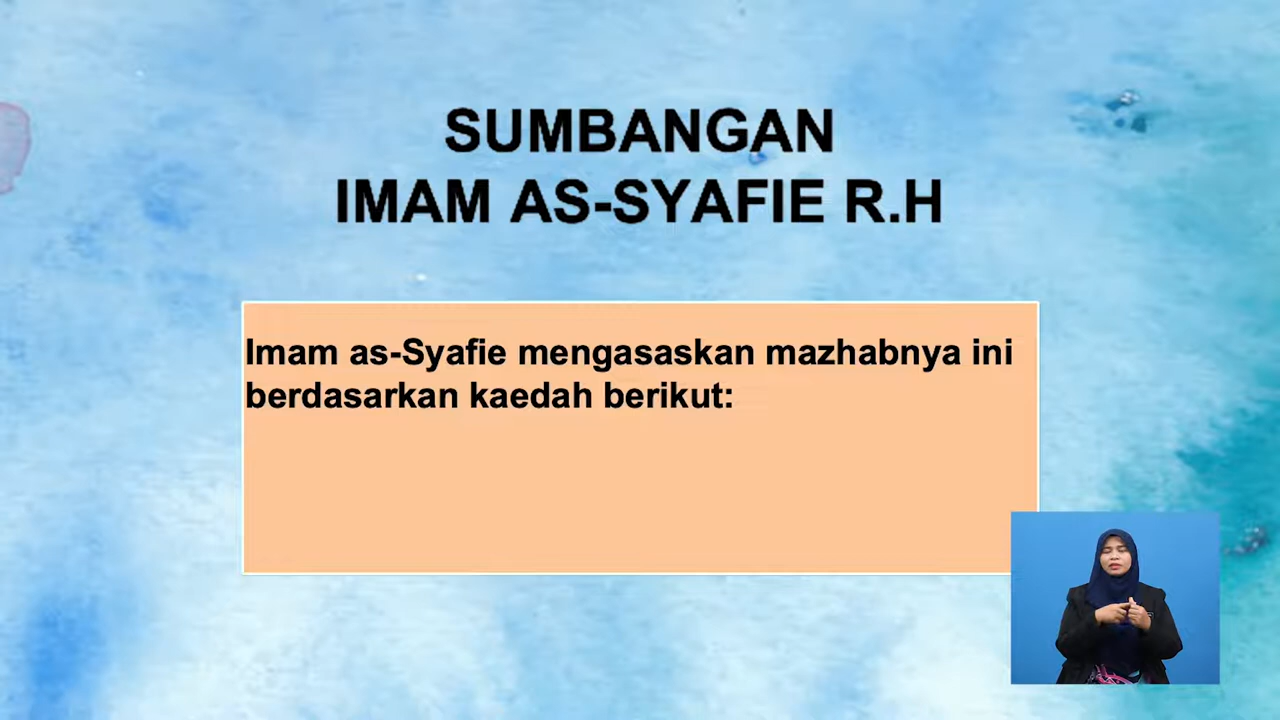 SUMBANGAN
IMAM AS-SYAFIE R.H
Imam as-Syafie mengasaskan mazhabnya ini
berdasarkan kaedah berikut: